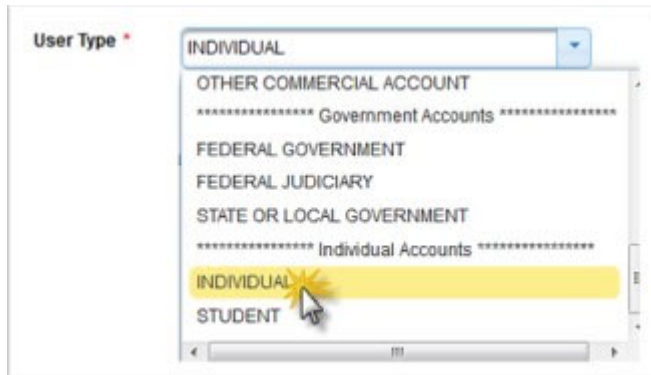 User Type *
INDIVIDUAL
OTHER COMMERCIAL ACCOUNT
**************** Government Accounts ****************
FEDERAL GOVERNMENT
FEDERAL JUDICIARY
STATE OR LOCAL GOVERNMENT
**************** Individual Accounts ****************
INDIVIDUAL
STUDENT